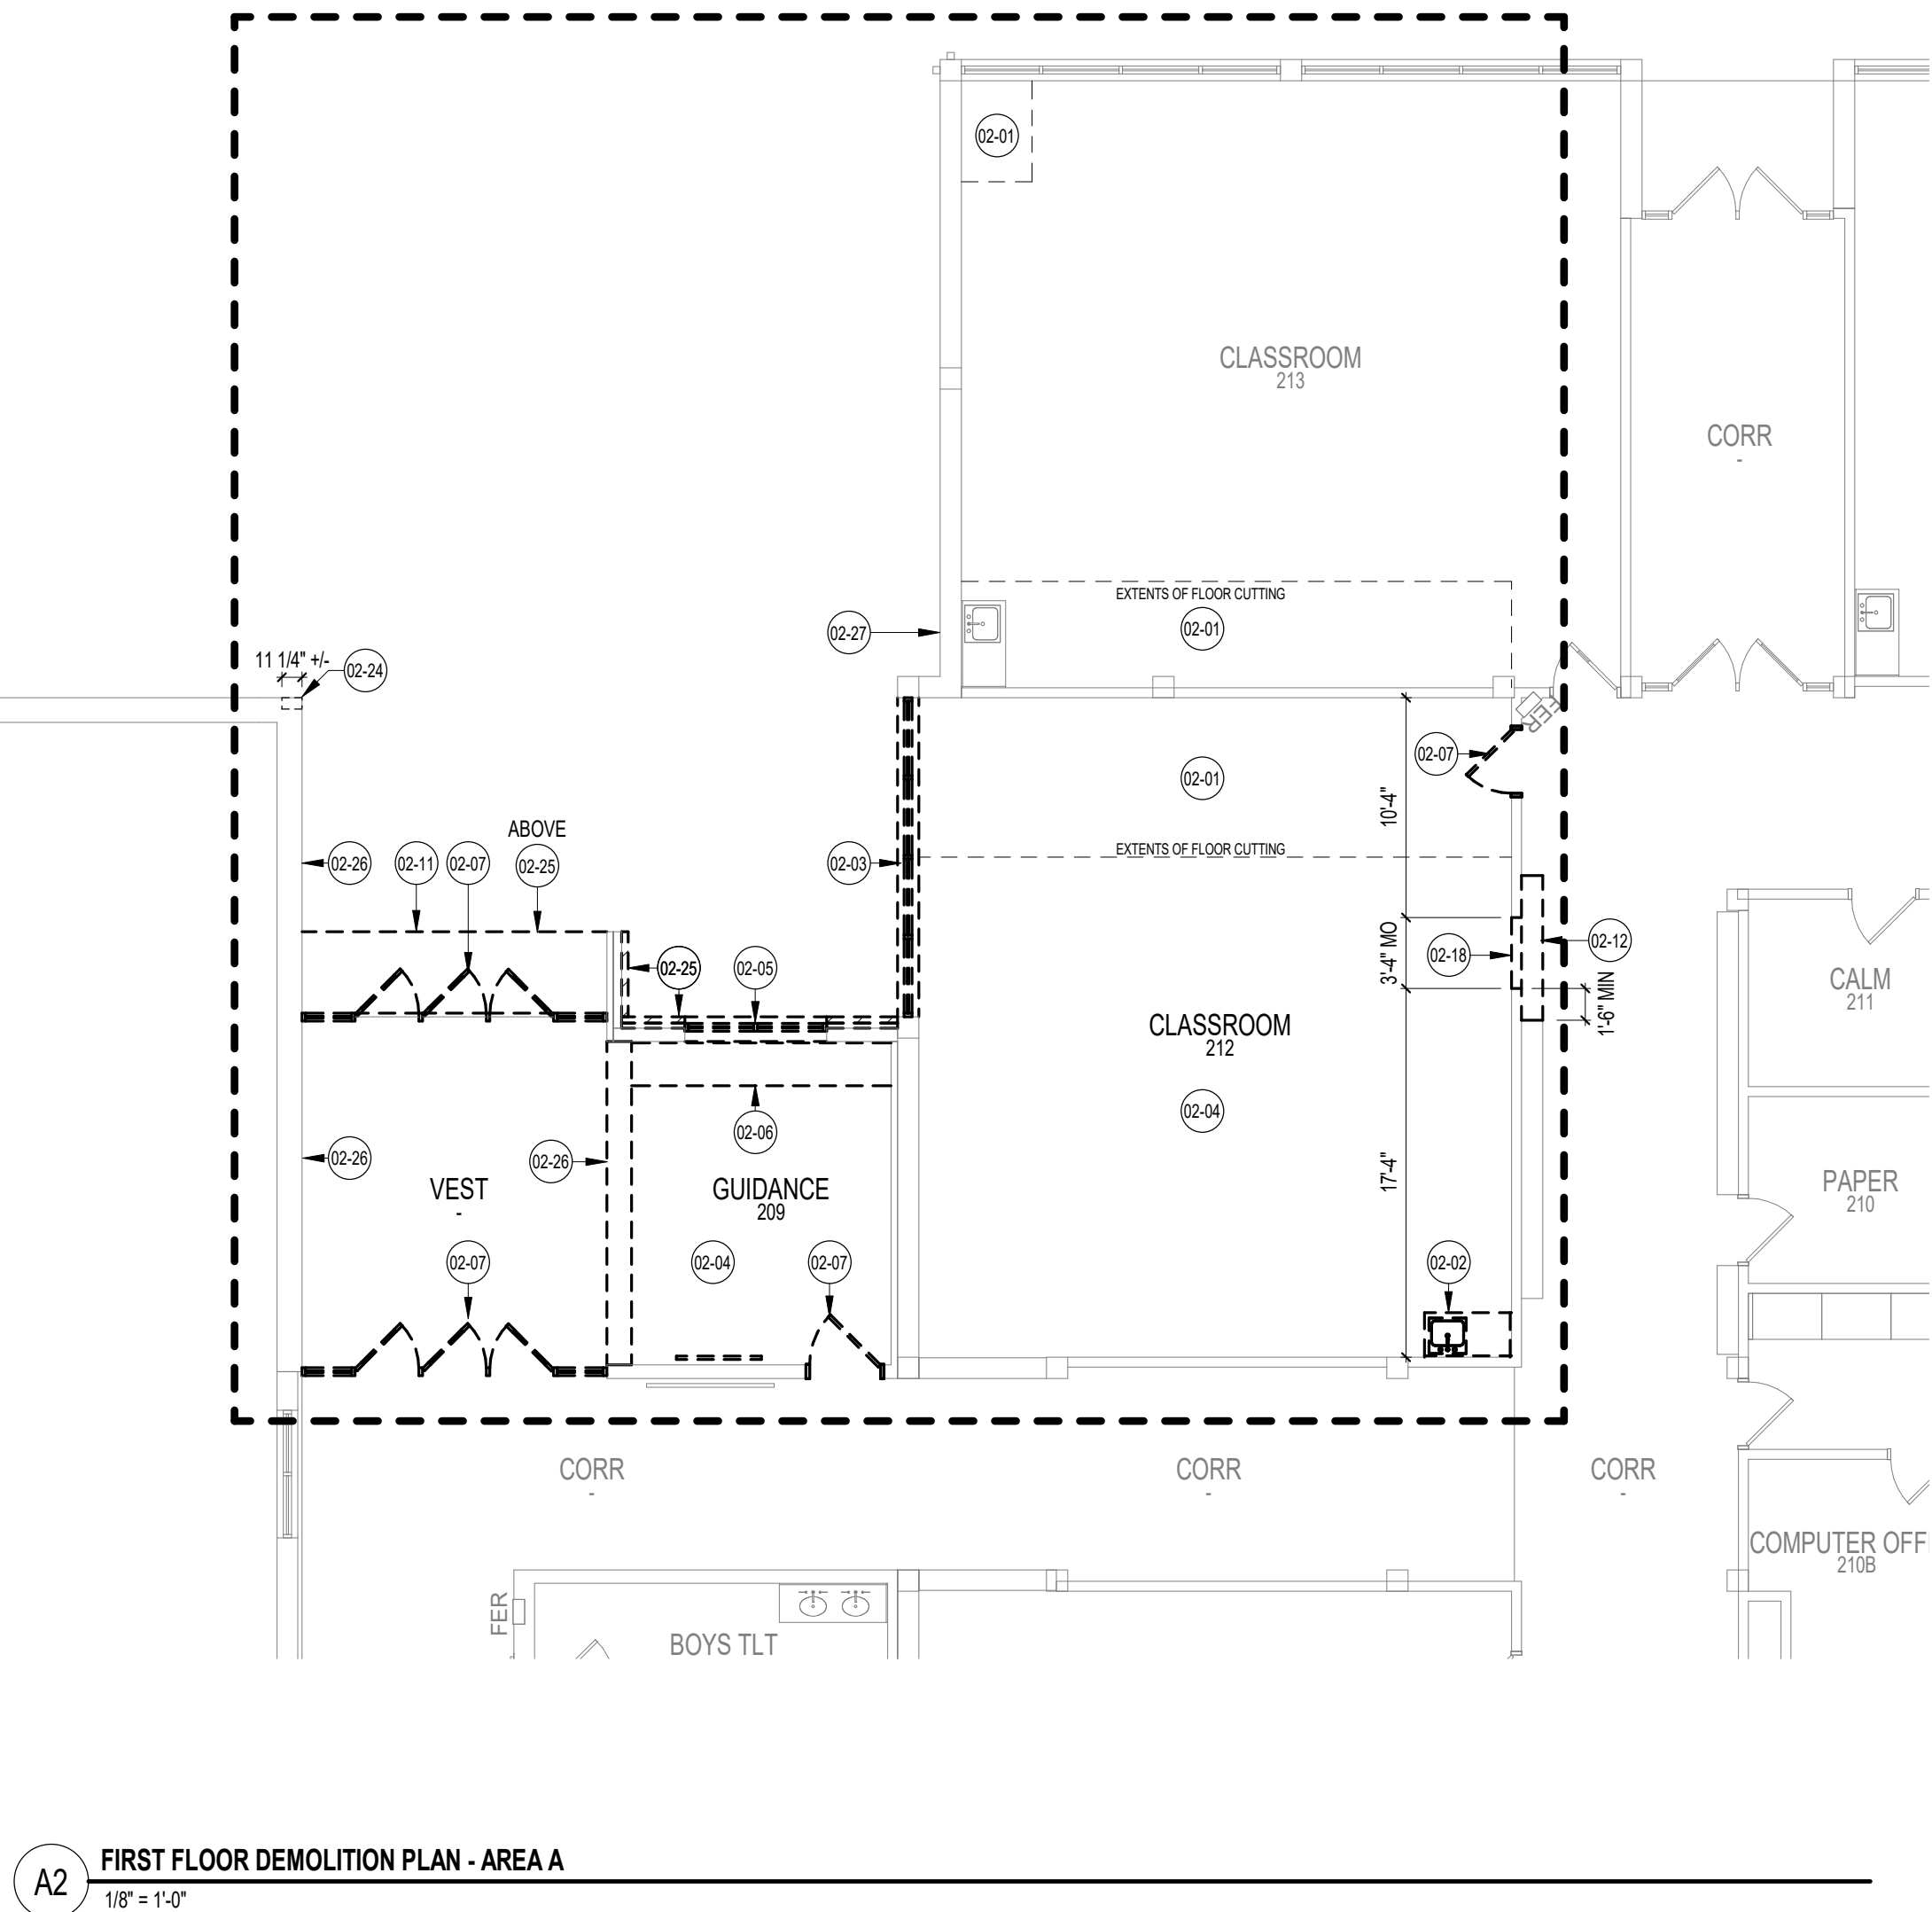 02-01
CLASSROOM
213
CORR
-
EXTENTS OF FLOOR CUTTING
02-01
02-27
11 1/4" +/-
02-24
FER
02-07
02-01
10'-4"
ABOVE
02-26
02-11
02-07
02-25
02-03
EXTENTS OF FLOOR CUTTING
02-25
02-05
3'-4" MO
02-18
02-12
1'-6" MIN
CALM
211
CLASSROOM
212
02-04
02-06
02-26
02-26
VEST
-
GUIDANCE
209
17'-4"
PAPER
210
02-07
02-04
02-07
02-02
CORR
-
CORR
-
CORR
-
COMPUTER OFF
210B
FER
BOYS TLT
A2
FIRST FLOOR DEMOLITION PLAN - AREA A
1/8" = 1'-0"